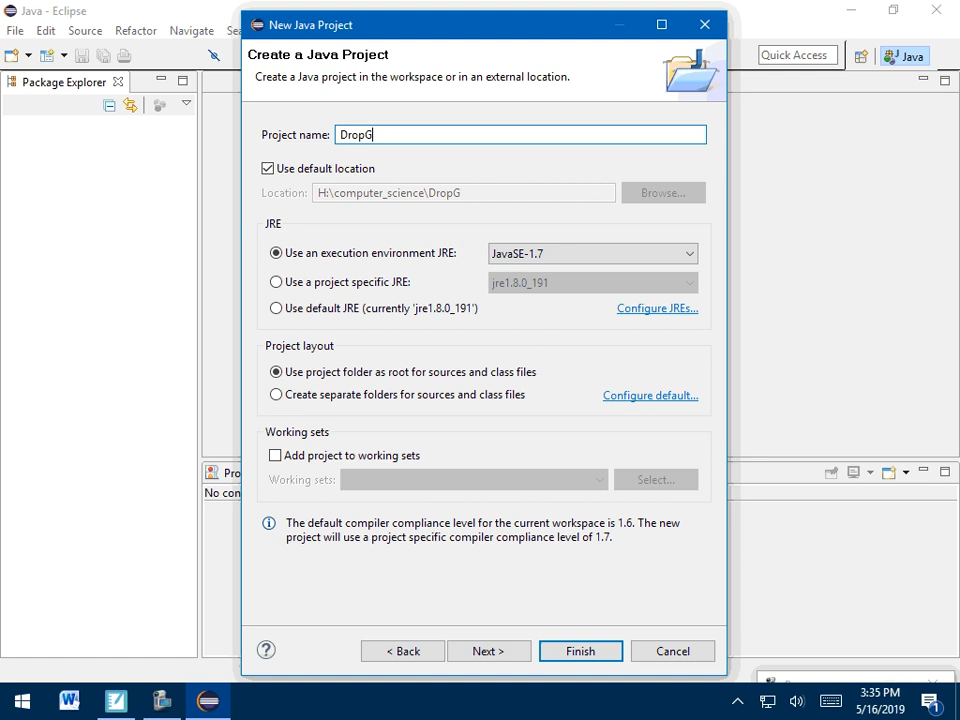 Java - Eclipse
File Edit Source Refactor Navigate
Package Explorer
Quick Access
Java
New Java Project
Create a Java Project
Create a Java project in the workspace or in an external location.
Project name: DropG
Use default location
Location: H:\computer_science\DropG Browse...
JRE
Use an execution environment JRE: JavaSE-1.7
Use a project specific JRE: jre1.8.0_191
Use default JRE (currently 'jre1.8.0_191') Configure JREs...
Project layout
Use project folder as root for sources and class files
Create separate folders for sources and class files Configure default...
Working sets
Add project to working sets
Working sets: Select...
The default compiler compliance level for the current workspace is 1.6. The new
project will use a project specific compiler compliance level of 1.7.
? < Back Next > Finish Cancel
No con
3:35 PM
5/16/2019
1